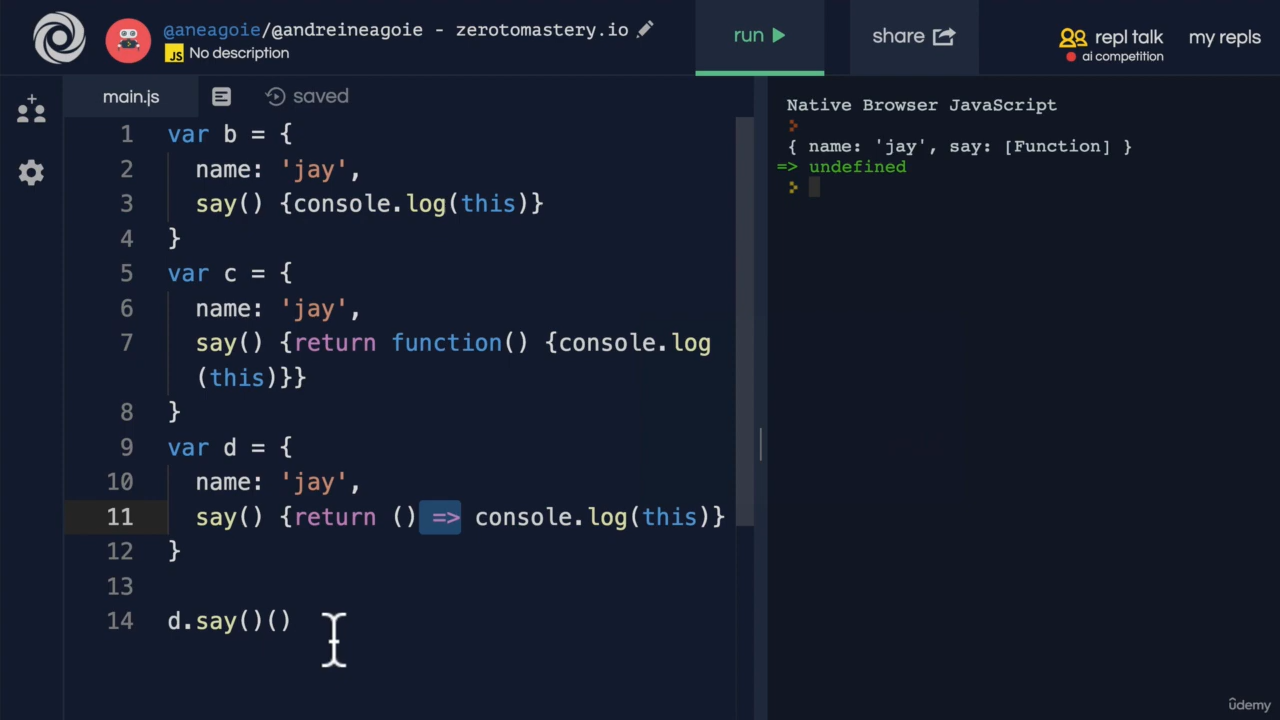 @aneagoie/@andreineagoie - zerotomastery.io
JS No description
run
share
repl talk
ai competition
my repls
main.js
saved
1 var b = {
2 name: 'jay',
3 say() {console.log(this)}
4 }
5 var c = {
6 name: 'jay',
7 say() {return function() {console.log
(this)}}
8 }
9 var d = {
10 name: 'jay',
11 say() {return () => console.log(this)}
12 }
13
14 d.say()()
Native Browser JavaScript
{ name: 'jay', say: [Function] }
=> undefined
ûdemy